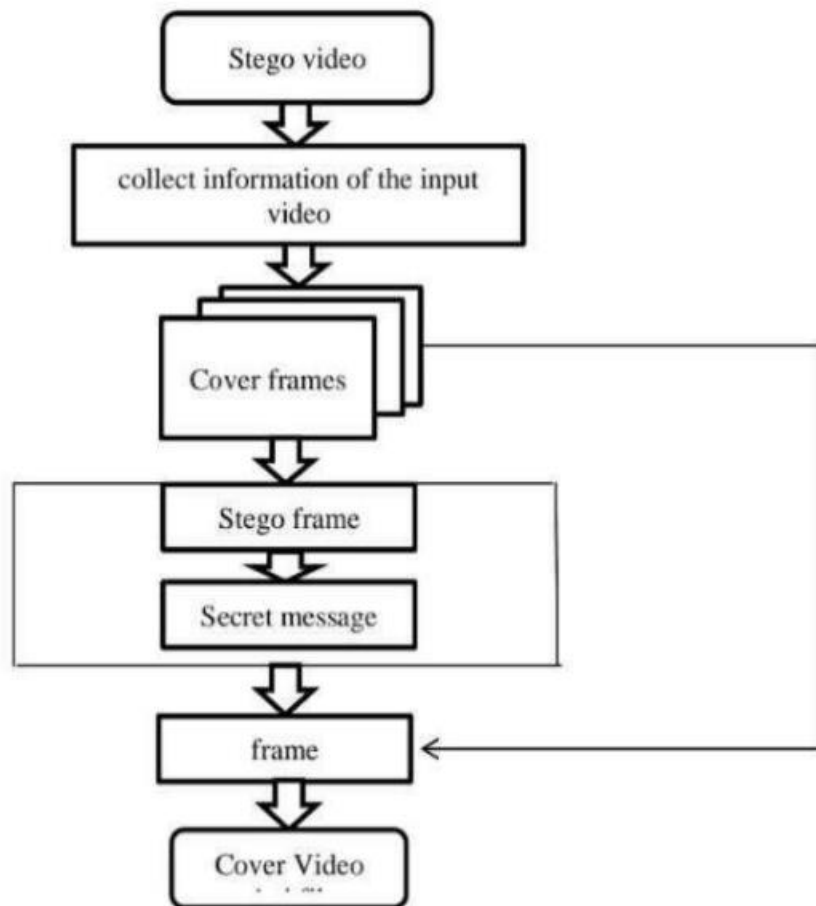 Stego video
collect information of the input
video
Cover frames
Stego frame
Secret message
frame
Cover Video